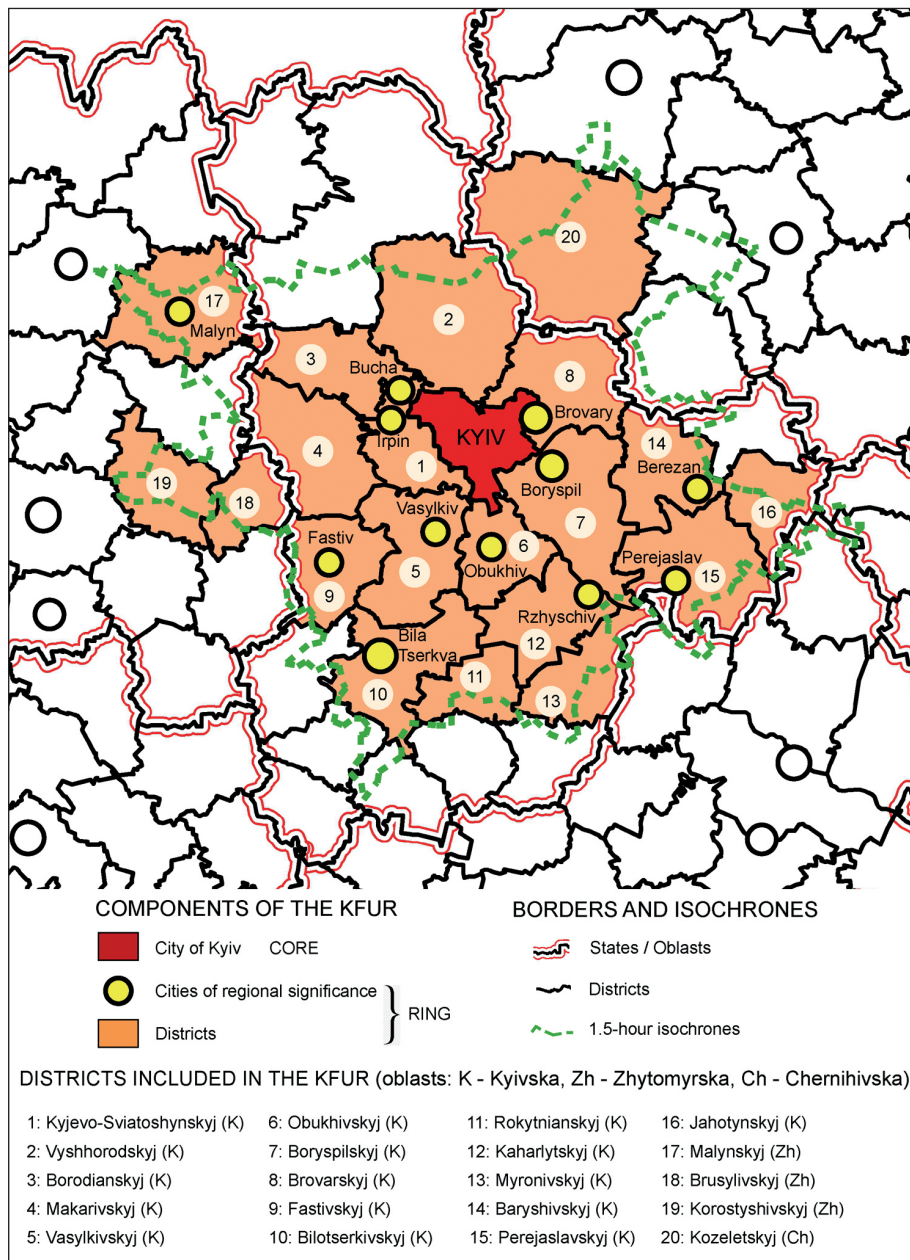 20
17
Malyn
2
3
Bucha
8
Irpin
Brovary
KYIV
4
14
Berezan
1
Boryspil
19
18
16
Vasylkiv
7
Fastiv
6
Obukhiv
Perejaslav
15
5
9
Rzhyschiv
Bila
Tserkva
12
11
10
13
COMPONENTS OF THE KFUR
City of Kyiv CORE
Cities of regional significance
RING
Districts
BORDERS AND ISOCHRONES
States / Oblasts
Districts
1.5-hour isochrones
DISTRICTS INCLUDED IN THE KFUR (oblasts: K - Kyivska, Zh - Zhytomyrska, Ch - Chernihivska)
1: Kyjevo-Sviatoshynskyj (K)
2: Vyshhorodskyj (K)
3: Borodianskyj (K)
4: Makarivskyj (K)
5: Vasylkivskyj (K)
6: Obukhivskyj (K)
7: Boryspilskyj (K)
8: Brovarskyj (K)
9: Fastivskyj (K)
10: Bilotserkivskyj (K)
11: Rokytnianskyj (K)
12: Kaharlytskyj (K)
13: Myronivskyj (K)
14: Baryshivskyj (K)
15: Perejaslavskyj (K)
16: Jahotynskyj (K)
17: Malynskyj (Zh)
18: Brusylivskyj (Zh)
19: Korostyshivskyj (Zh)
20: Kozeletskyj (Ch)